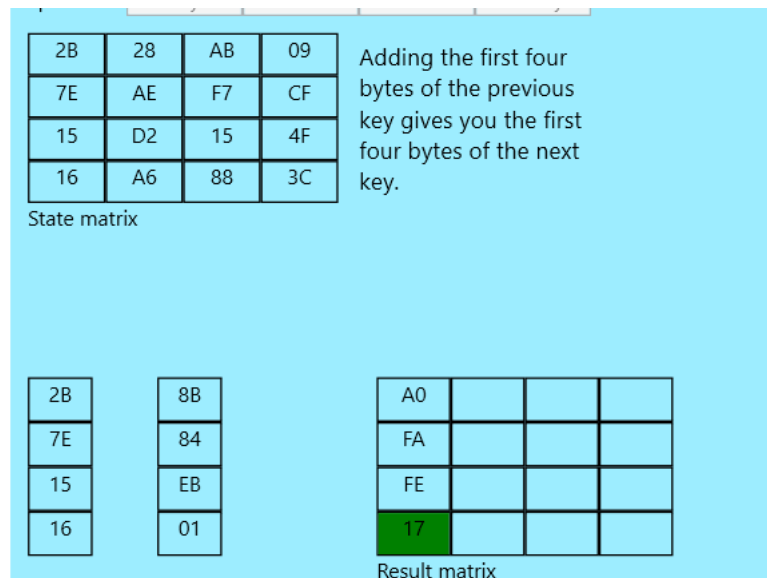 2B 28 AB 09
7E AE F7 CF
15 D2 15 4F
16 A6 88 3C
State matrix
Adding the first four
bytes of the previous
key gives you the first
four bytes of the next
key.
2B 8B A0
7E 84 FA
15 EB FE
16 01 17
Result matrix